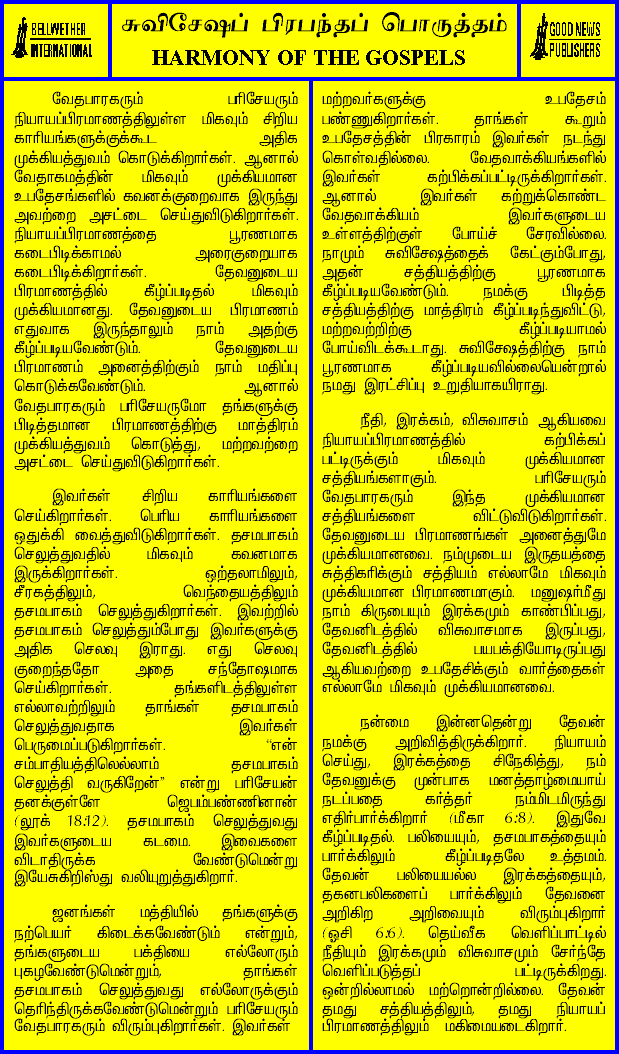 BELLWETHER
INTERNATIONAL
சுவிசேஷப் பிரபந்தப் பொருத்தம்
HARMONY OF THE GOSPELS
GOOD NEWS
PUBLISHERS
வேதபாரகரும் பரிசேயரும்
நியாயப்பிரமாணத்திலுள்ள மிகவும் சிறிய
காரியங்களுக்குக்கூட அதிக
முக்கியத்துவம் கொடுக்கிறார்கள். ஆனால்
வேதாகமத்தின் மிகவும் முக்கியமான
உபதேசங்களில் கவனக்குறைவாக இருந்து
அவற்றை அசட்டை செய்துவிடுகிறார்கள்.
நியாயப்பிரமாணத்தை பூரணமாக
கடைபிடிக்காமல் அரைகுறையாக
கடைபிடிக்கிறார்கள். தேவனுடைய
பிரமாணத்தில் கீழ்ப்படிதல் மிகவும்
முக்கியமானது. தேவனுடைய பிரமாணம்
எதுவாக இருந்தாலும் நாம் அதற்கு
கீழ்ப்படியவேண்டும். தேவனுடைய
பிரமாணம் அனைத்திற்கும் நாம் மதிப்பு
கொடுக்கவேண்டும். ஆனால்
வேதபாரகரும் பரிசேயருமோ தங்களுக்கு
பிடித்தமான பிரமாணத்திற்கு மாத்திரம்
முக்கியத்துவம் கொடுத்து, மற்றவற்றை
அசட்டை செய்துவிடுகிறார்கள்.
இவர்கள் சிறிய காரியங்களை
செய்கிறார்கள். பெரிய காரியங்களை
ஒதுக்கி வைத்துவிடுகிறார்கள். தசமபாகம்
செலுத்துவதில் மிகவும் கவனமாக
இருக்கிறார்கள். ஒற்தலாமிலும்,
சீரகத்திலும், வெந்தையத்திலும்
தசமபாகம் செலுத்துகிறார்கள். இவற்றில்
தசமபாகம் செலுத்தும்போது இவர்களுக்கு
அதிக செலவு இராது. எது செலவு
குறைந்ததோ அதை சந்தோஷமாக
செய்கிறார்கள். தங்களிடத்திலுள்ள
எல்லாவற்றிலும் தாங்கள் தசமபாகம்
செலுத்துவதாக இவர்கள்
பெருமைப்படுகிறார்கள். “என்
சம்பாதியத்திலெல்லாம் தசமபாகம்
செலுத்தி வருகிறேன்” என்று பரிசேயன்
தனக்குள்ளே ஜெபம்பண்ணினான்
(லூக் 18:12). தசமபாகம் செலுத்துவது
இவர்களுடைய கடமை. இவைகளை
விடாதிருக்க வேண்டுமென்று
இயேசுகிறிஸ்து வலியுறுத்துகிறார்.
ஜனங்கள் மத்தியில் தங்களுக்கு
நற்பெயர் கிடைக்கவேண்டும் என்றும்,
தங்களுடைய பக்தியை எல்லோரும்
புகழவேண்டுமென்றும், தாங்கள்
தசமபாகம் செலுத்துவது எல்லோருக்கும்
தெரிந்திருக்கவேண்டுமென்றும் பரிசேயரும்
வேதபாரகரும் விரும்புகிறார்கள். இவர்கள்
மற்றவர்களுக்கு உபதேசம்
பண்ணுகிறார்கள். தாங்கள் கூறும்
உபதேசத்தின் பிரகாரம் இவர்கள் நடந்து
கொள்வதில்லை. வேதவாக்கியங்களில்
இவர்கள் கற்பிக்கப்பட்டிருக்கிறார்கள்.
ஆனால் இவர்கள் கற்றுக்கொண்ட
வேதவாக்கியம் இவர்களுடைய
உள்ளத்திற்குள் போய்ச் சேரவில்லை.
நாமும் சுவிசேஷத்தைக் கேட்கும்போது,
அதன் சத்தியத்திற்கு பூரணமாக
கீழ்ப்படியவேண்டும். நமக்கு பிடித்த
சத்தியத்திற்கு மாத்திரம் கீழ்ப்படிந்துவிட்டு,
மற்றவற்றிற்கு கீழ்ப்படியாமல்
போய்விடக்கூடாது. சுவிசேஷத்திற்கு நாம்
பூரணமாக கீழ்ப்படியவில்லையென்றால்
நமது இரட்சிப்பு உறுதியாகயிராது.
நீதி, இரக்கம், விசுவாசம் ஆகியவை
நியாயப்பிரமாணத்தில் கற்பிக்கப்
பட்டிருக்கும் மிகவும் முக்கியமான
சத்தியங்களாகும். பரிசேயரும்
வேதபாரகரும் இந்த முக்கியமான
சத்தியங்களை விட்டுவிடுகிறார்கள்.
தேவனுடைய பிரமாணங்கள் அனைத்துமே
முக்கியமானவை. நம்முடைய இருதயத்தை
சுத்திகரிக்கும் சத்தியம் எல்லாமே மிகவும்
முக்கியமான பிரமாணமாகும். மனுஷர்மீது
நாம் கிருபையும் இரக்கமும் காண்பிப்பது,
தேவனிடத்தில் விசுவாசமாக இருப்பது,
தேவனிடத்தில் பயபக்தியோடிருப்பது
ஆகியவற்றை உபதேசிக்கும் வார்த்தைகள்
எல்லாமே மிகவும் முக்கியமானவை.
நன்மை இன்னதென்று தேவன்
நமக்கு அறிவித்திருக்கிறார். நியாயம்
செய்து, இரக்கத்தை சிநேகித்து, நம்
தேவனுக்கு முன்பாக மனத்தாழ்மையாய்
நடப்பதை கர்த்தர் நம்மிடமிருந்து
எதிர்பார்க்கிறார் (மீகா 6:8). இதுவே
கீழ்ப்படிதல். பலியையும், தசமபாகத்தையும்
பார்க்கிலும் கீழ்ப்படிதலே உத்தமம்.
தேவன் பலியையல்ல இரக்கத்தையும்,
தகனபலிகளைப் பார்க்கிலும் தேவனை
அறிகிற அறிவையும் விரும்புகிறார்
(ஓசி 6:6). தெய்வீக வெளிப்பாட்டில்
நீதியும் இரக்கமும் விசுவாசமும் சேர்ந்தே
வெளிப்படுத்தப் பட்டிருக்கிறது.
ஒன்றில்லாமல் மற்றொன்றில்லை. தேவன்
தமது சத்தியத்திலும், தமது நியாயப்
பிரமாணத்திலும் மகிமையடைகிறார்.